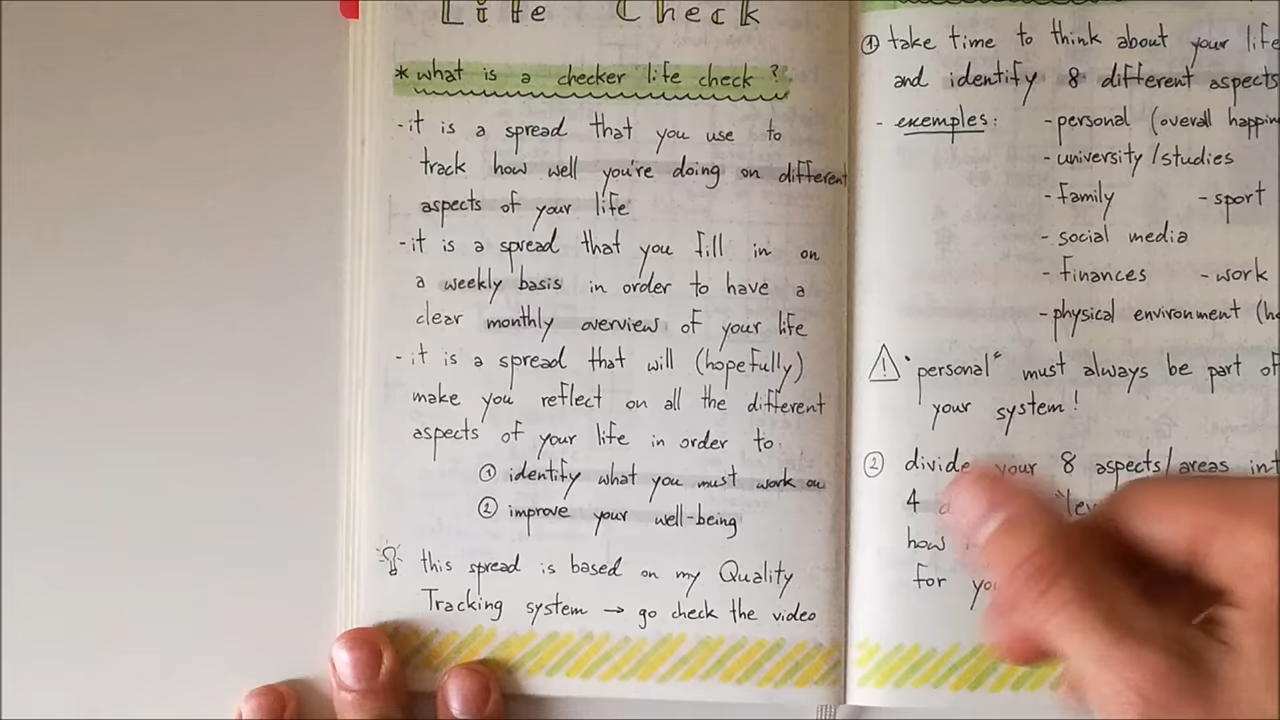 Life Check
* what is a checker life check?
- it is a spread that you use to
track how well you're doing on different
aspects of your life
- it is a spread that you fill in on
a weekly basis in order to have a
clear monthly overview of your life
- it is a spread that will (hopefully)
make you reflect on all the different
aspects of your life in order to:
① identify what you must work on
② improve your well-being
this spread is based on my Quality
Tracking system → go check the video
① take time to think about your life
and identify 8 different aspects
- exemples: - personal (overall
- university/studies
- family - sport
- social media
- finances - work
- physical environment
"personal" must always be part of
your system!
② divide your 8 aspects/areas
4
how
for